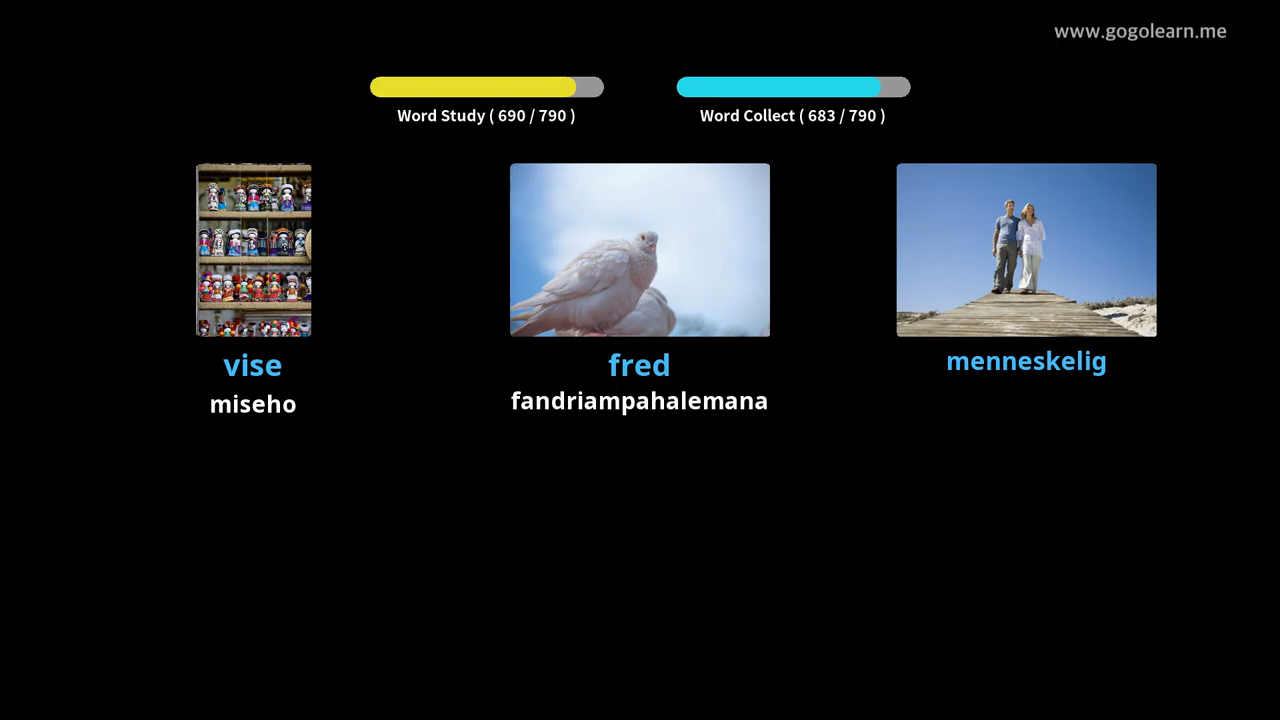 www.gogolearn.me
Word Study ( 690 / 790 )
Word Collect ( 683 / 790 )
vise
miseho
fred
fandriampahalemana
menneskelig